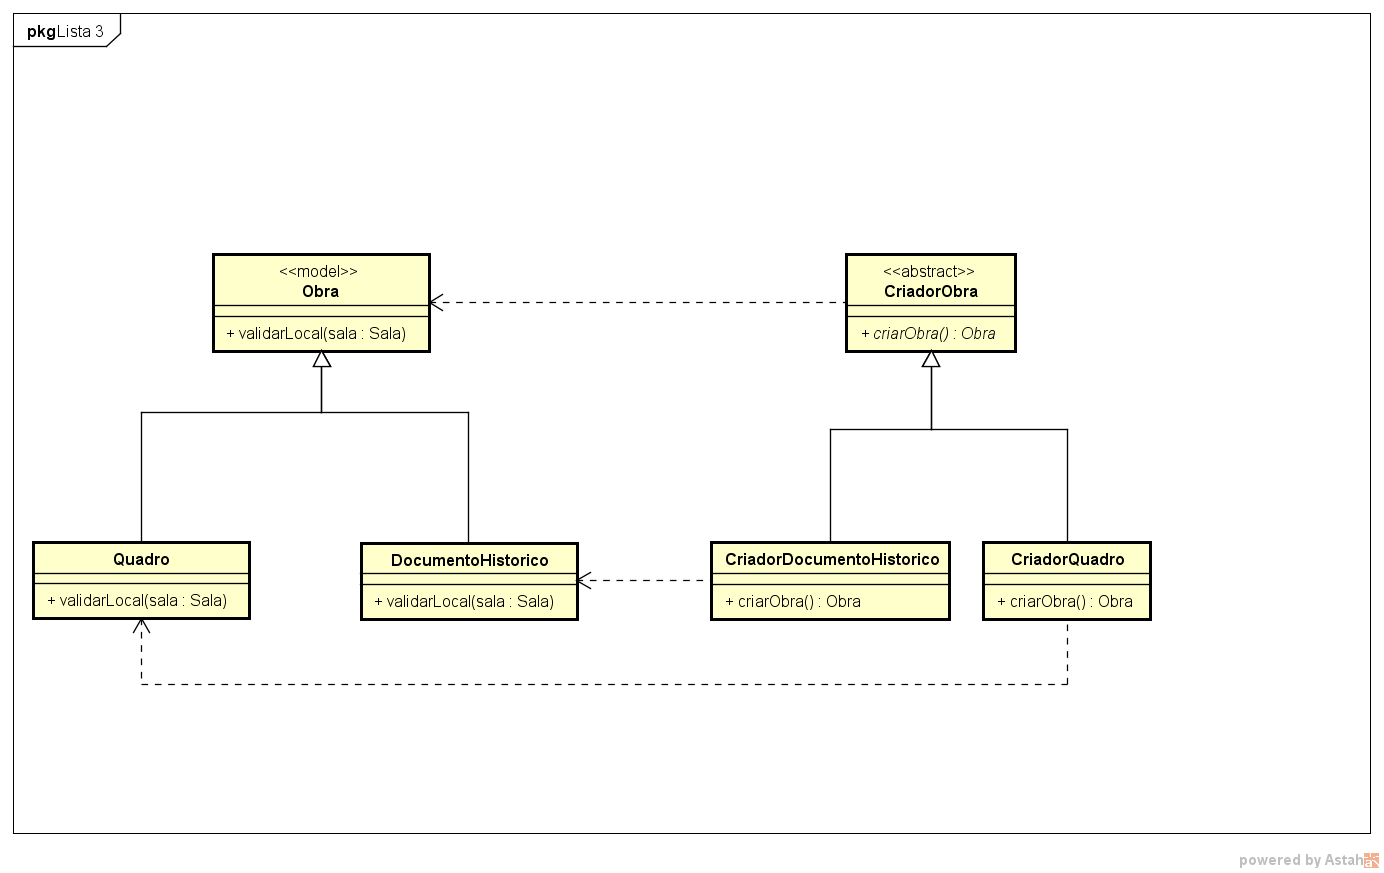 pkgLista 3
<<model>>
Obra
+ validarLocal(sala : Sala)
<<abstract>>
CriadorObra
+ criarObra() : Obra
Quadro
+ validarLocal(sala : Sala)
DocumentoHistorico
+ validarLocal(sala : Sala)
CriadorDocumentoHistorico
+ criarObra() : Obra
CriadorQuadro
+ criarObra() : Obra
powered by Astah